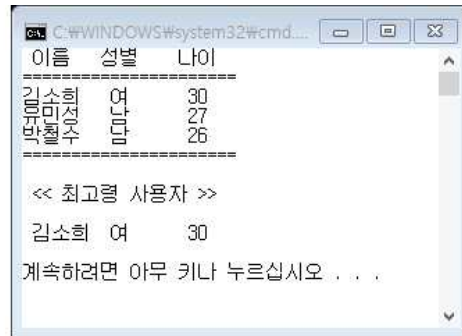 C:₩WINDOWS₩system32₩cmd....
이름 성별 나이
======================
김소희 여 30
유민성 남 27
박철수 남 26
======================
<< 최고령 사용자 >>
김소희 여 30
계속하려면 아무 키나 누르십시오 . . .